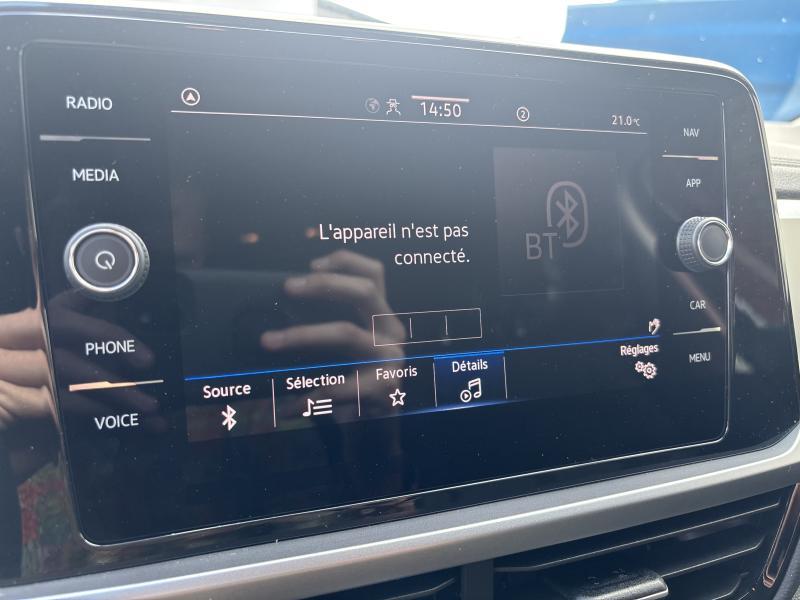 RADIO
MEDIA
PHONE
VOICE
14:50
2
21.0°C
L'appareil n'est pas
connecté.
BT
Source
Sélection
Favoris
Détails
Réglages
NAV
APP
CAR
MENU